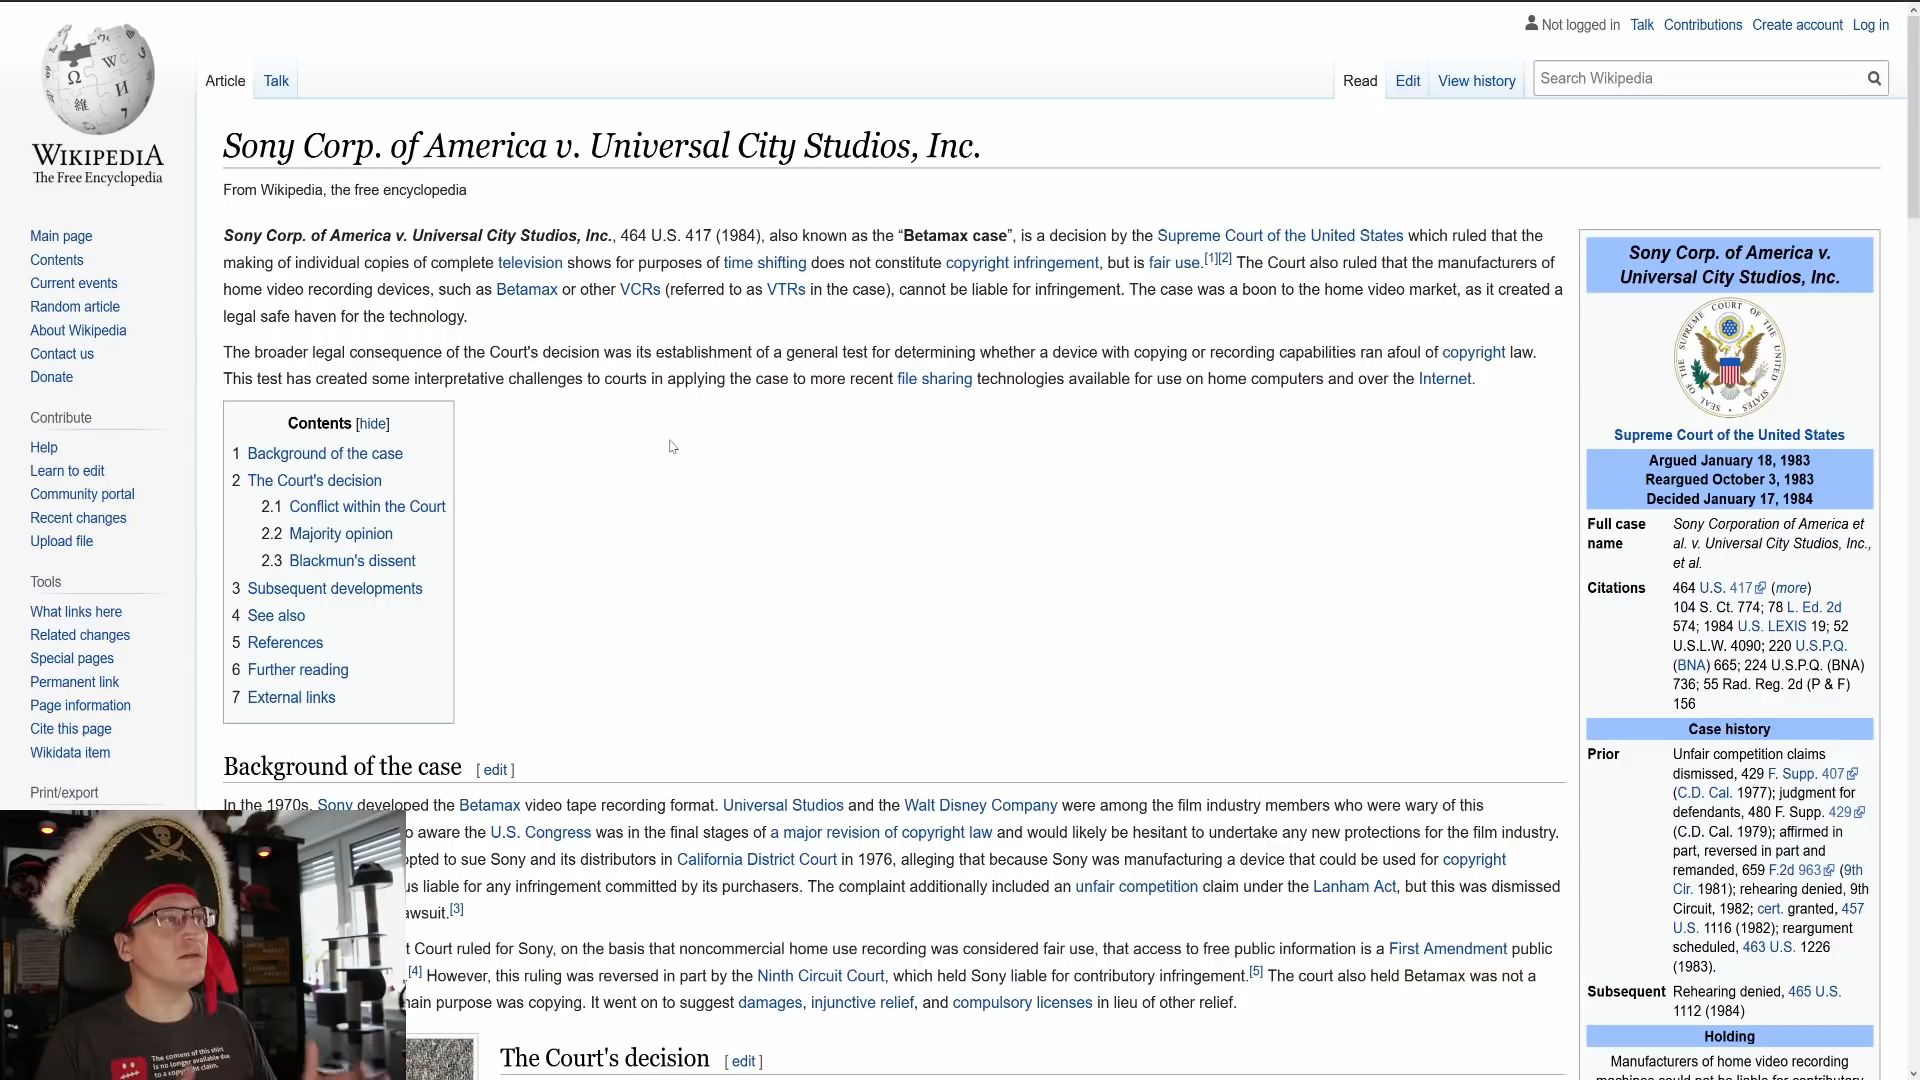 Not logged in Talk Contributions Create account Log in
Article Talk
Read Edit View history Search Wikipedia
WIKIPEDIA
The Free Encyclopedia
Main page
Contents
Current events
Random article
About Wikipedia
Contact us
Donate
Contribute
Help
Learn to edit
Community portal
Recent changes
Upload file
Tools
What links here
Related changes
Special pages
Permanent link
Page information
Cite this page
Wikidata item
Print/export
Sony Corp. of America v. Universal City Studios, Inc.
From Wikipedia, the free encyclopedia
Sony Corp. of America v. Universal City Studios, Inc., 464 U.S. 417 (1984), also known as the “Betamax case”, is a decision by the Supreme Court of the United States which ruled that the
making of individual copies of complete television shows for purposes of time shifting does not constitute copyright infringement, but is fair use.[1][2] The Court also ruled that the manufacturers of
home video recording devices, such as Betamax or other VCRs (referred to as VTRs in the case), cannot be liable for infringement. The case was a boon to the home video market, as it created a
legal safe haven for the technology.
The broader legal consequence of the Court's decision was its establishment of a general test for determining whether a device with copying or recording capabilities ran afoul of copyright law.
This test has created some interpretative challenges to courts in applying the case to more recent file sharing technologies available for use on home computers and over the Internet.
Contents [hide]
1 Background of the case
2 The Court's decision
2.1 Conflict within the Court
2.2 Majority opinion
2.3 Blackmun's dissent
3 Subsequent developments
4 See also
5 References
6 Further reading
7 External links
Background of the case [ edit ]
In the 1970s, Sony developed the Betamax video tape recording format. Universal Studios and the Walt Disney Company were among the film industry members who were wary of this
aware the U.S. Congress was in the final stages of a major revision of copyright law and would likely be hesitant to undertake any new protections for the film industry.
to sue Sony and its distributors in California District Court in 1976, alleging that because Sony was manufacturing a device that could be used for copyright
liable for any infringement committed by its purchasers. The complaint additionally included an unfair competition claim under the Lanham Act, but this was dismissed
[3]
Court ruled for Sony, on the basis that noncommercial home use recording was considered fair use, that access to free public information is a First Amendment public
[4] However, this ruling was reversed in part by the Ninth Circuit Court, which held Sony liable for contributory infringement.[5] The court also held Betamax was not a
purpose was copying. It went on to suggest damages, injunctive relief, and compulsory licenses in lieu of other relief.
The Court's decision [ edit ]
Sony Corp. of America v.
Universal City Studios, Inc.
SUPREME COURT OF THE UNITED STATES
SEAL OF THE
Supreme Court of the United States
Argued January 18, 1983
Reargued October 3, 1983
Decided January 17, 1984
Full case name Sony Corporation of America et
al. v. Universal City Studios, Inc.,
et al.
Citations 464 U.S. 417 (more)
104 S. Ct. 774; 78 L. Ed. 2d
574; 1984 U.S. LEXIS 19; 52
U.S.L.W. 4090; 220 U.S.P.Q.
(BNA) 665; 224 U.S.P.Q. (BNA)
736; 55 Rad. Reg. 2d (P & F)
156
Case history
Prior Unfair competition claims
dismissed, 429 F. Supp. 407
(C.D. Cal. 1977); judgment for
defendants, 480 F. Supp. 429
(C.D. Cal. 1979); affirmed in
part, reversed in part and
remanded, 659 F.2d 963 (9th
Cir. 1981); rehearing denied, 9th
Circuit, 1982; cert. granted, 457
U.S. 1116 (1982); reargument
scheduled, 463 U.S. 1226
(1983).
Subsequent Rehearing denied, 465 U.S.
1112 (1984)
Holding
Manufacturers of home video recording
The content of this shirt
is no longer available due
to a copyright claim.